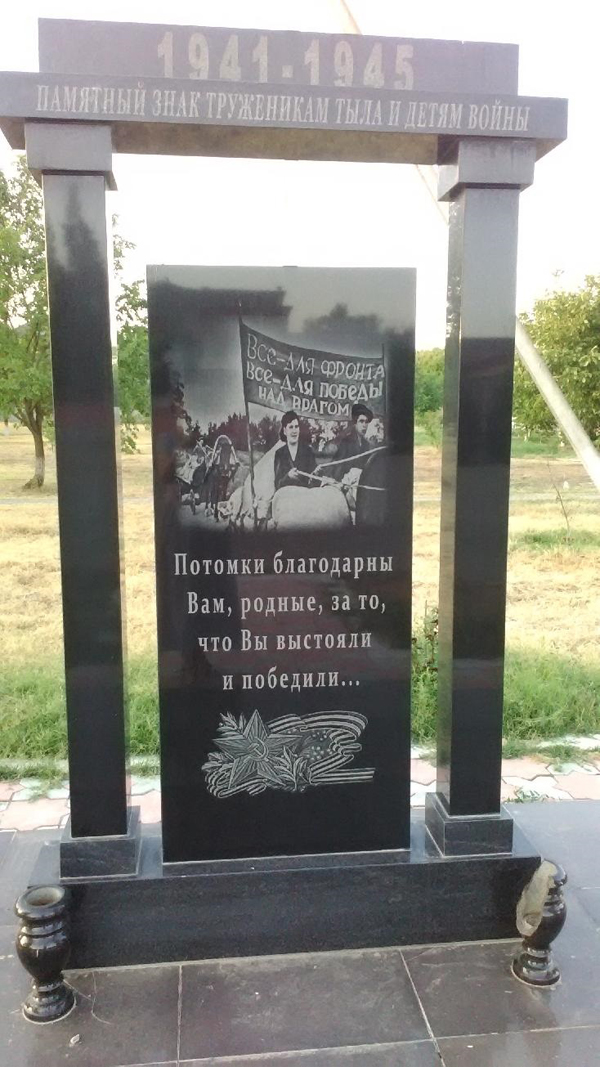 1941-1945
ПАМЯТНЫЙ ЗНАК ТРУЖЕНИКАМ ТЫЛА И ДЕТЯМ ВОЙНЫ
ВСЕ-ДЛЯ ФРОНТА
ВСЕ-ДЛЯ ПОБЕДЫ
НАД ВРАГОМ
Потомки благодарны
Вам, родные, за то,
что Вы выстояли
и победили...